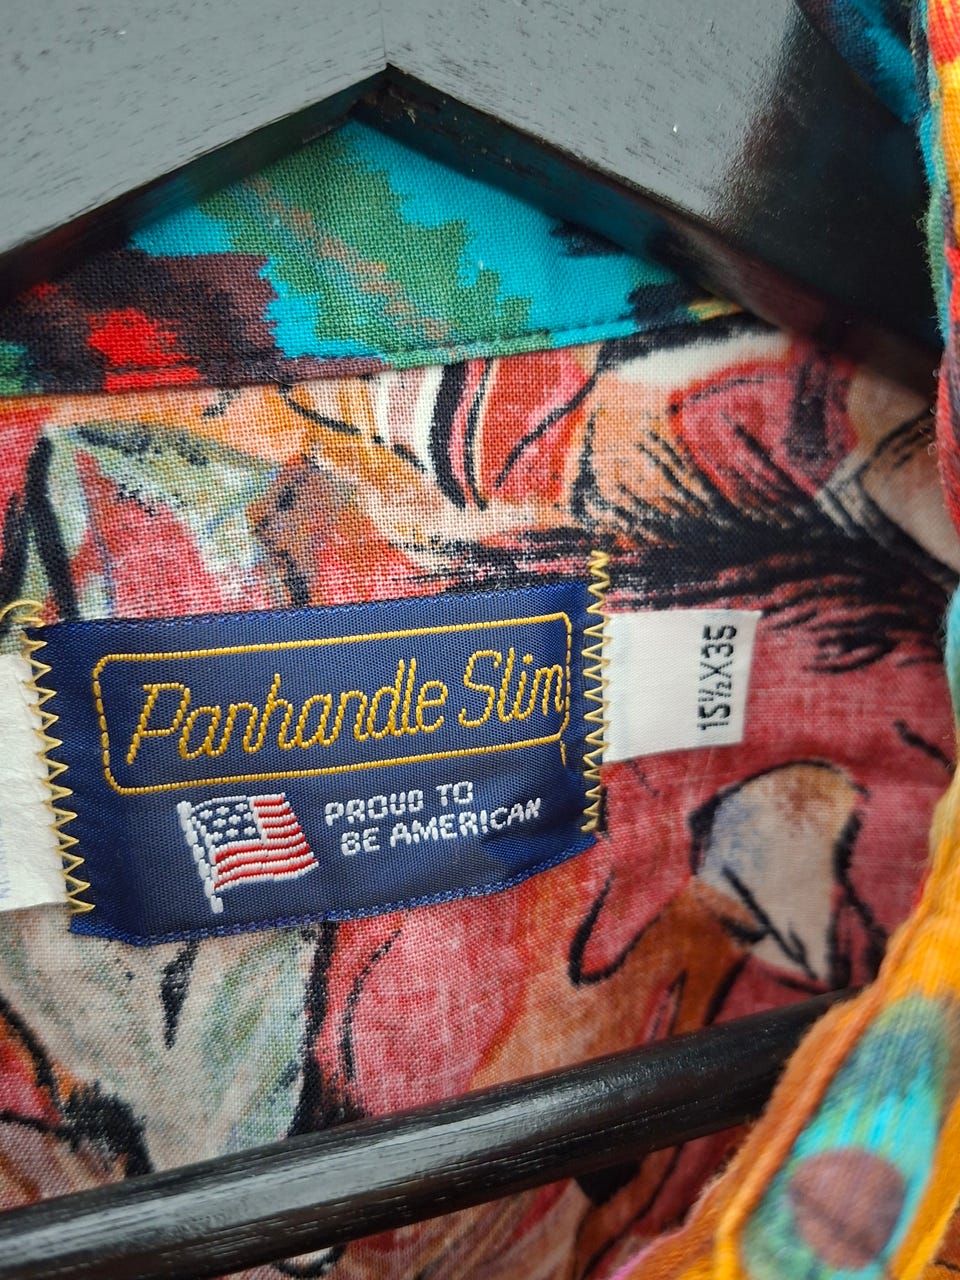 Panhandle Slim
PROUD TO
BE AMERICAN
15½X35